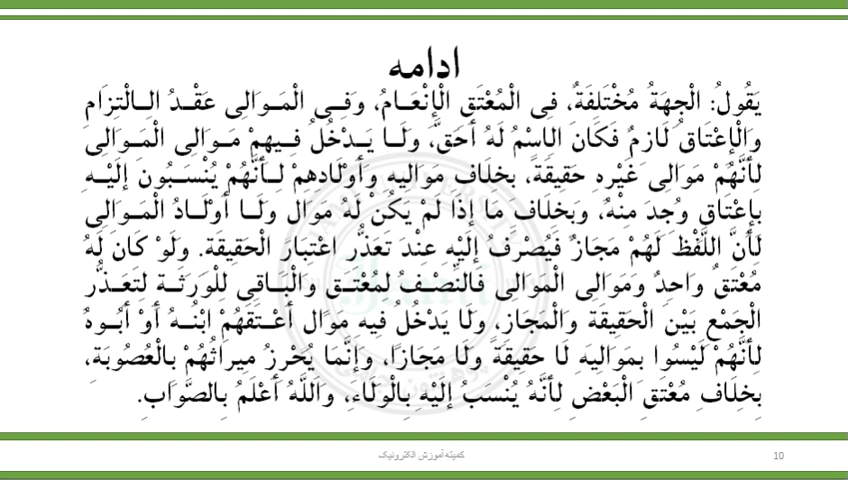 ادامه
يَقُولُ: الْجِهَةُ مُخْتَلِفَةٌ، فِى الْمُعْتَقِ الْإِنْعَامُ، وَفِى الْمَوَالِى عَقْدُ الِالْتِزَامِ
وَالْإِعْتَاقُ لَازِمٌ فَكَانَ الِاسْمُ لَهُ أَحَقَّ، وَلَا يَدْخُلُ فِيهِمْ مَوَالِى الْمَوَالِى
لِأَنَّهُمْ مَوَالِى غَيْرِهِ حَقِيقَةً، بِخِلَافِ مَوَالِيهِ وَأَوْلَادِهِمْ لِأَنَّهُمْ يُنْسَبُونَ إلَيْهِ
بِإِعْتَاقٍ وُجِدَ مِنْهُ، وَبِخِلَافِ مَا إذَا لَمْ يَكُنْ لَهُ مَوَالٍ وَلَا أَوْلَادُ الْمَوَالِى
لِأَنَّ اللَّفْظَ لَهُمْ مَجَازٌ فَيُصْرَفُ إلَيْهِ عِنْدَ تَعَذُّرِ اعْتِبَارِ الْحَقِيقَةِ. وَلَوْ كَانَ لَهُ
مُعْتَقٌ وَاحِدٌ وَمَوَالِى الْمَوَالِى فَالنِّصْفُ لِمُعْتَقِ وَالْبَاقِى لِلْوَرَثَةِ لِتَعَذُّرِ
الْجَمْعِ بَيْنَ الْحَقِيقَةِ وَالْمَجَازِ، وَلَا يَدْخُلُ فِيهِ مَوَالٍ أَعْتَقَهُمْ ابْنُهُ أَوْ أَبُوهُ
لِأَنَّهُمْ لَيْسُوا بِمَوَالِيهِ لَا حَقِيقَةً وَلَا مَجَازًا، وَإِنَّمَا يُحْرِزُ مِيرَاثُهُمْ بِالْعُصُوبَةِ،
بِخِلَافِ مُعْتَقِ الْبَعْضِ لِأَنَّهُ يُنْسَبُ إلَيْهِ بِالْوَلَاءِ، وَاَللَّهُ أَعْلَمُ بِالصَّوَابِ.
کمیته آموزش الکترونیک
10